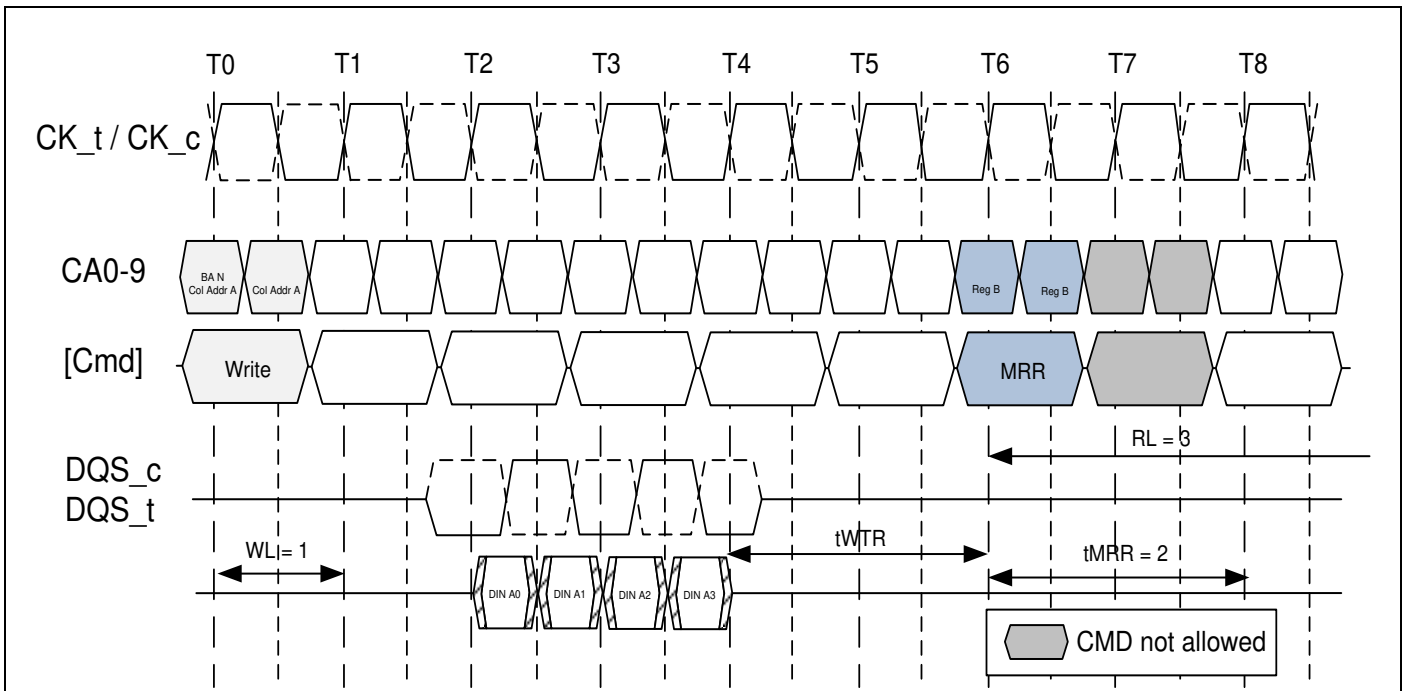 T0 T1 T2 T3 T4 T5 T6 T7 T8
CK_t / CK_c
CA0-9
BA N
Col Addr A
Col Addr A
Reg B
Reg B
[Cmd]
Write
MRR
RL = 3
DQS_c
DQS_t
WL = 1
tWTR
tMRR = 2
DIN A0
DIN A1
DIN A2
DIN A3
CMD not allowed